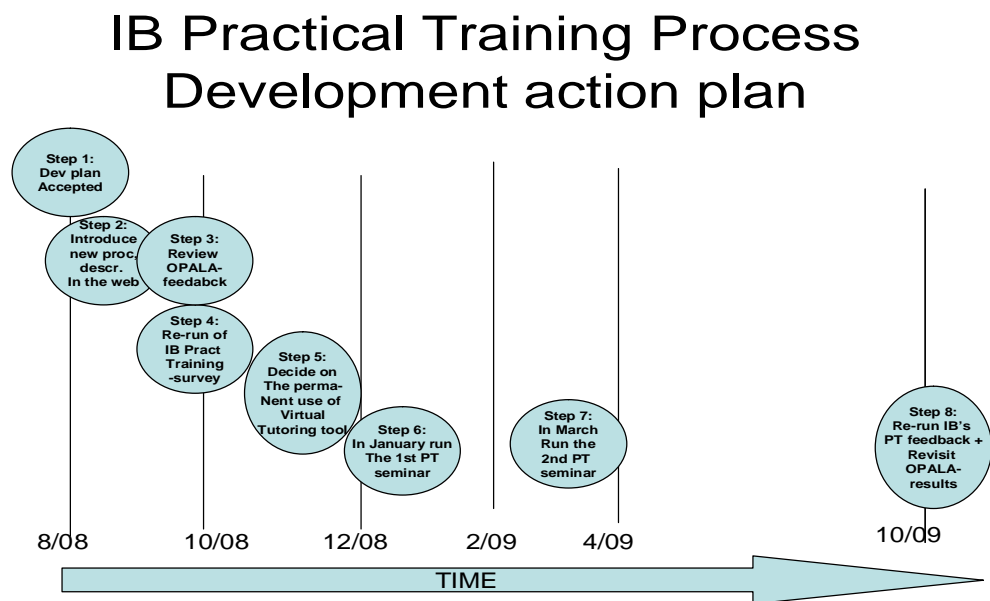 IB Practical Training Process
Development action plan
Step 1:
Dev plan
Accepted
Step 2:
Introduce
new proc,
descr.
In the web
Step 3:
Review
OPALA-
feedabck
Step 4:
Re-run of
IB Pract
Training
-survey
Step 5:
Decide on
The perma-
Nent use of
Virtual
Tutoring tool
Step 6:
In January run
The 1st PT
seminar
Step 7:
In March
Run the
2nd PT
seminar
Step 8:
Re-run IB's
PT feedback +
Revisit
OPALA-
results
8/08
10/08
12/08
2/09
4/09
10/09
TIME